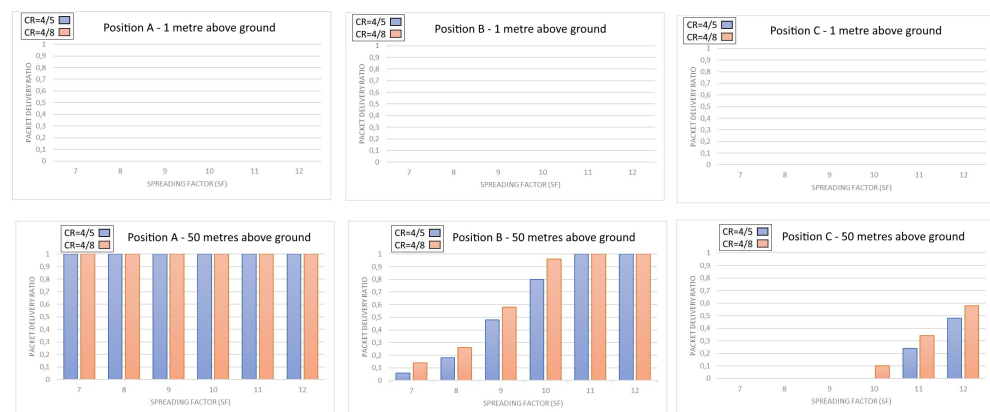 CR=4/5
CR=4/8
Position A - 1 metre above ground
PACKET DELIVERY RATIO
1
0,9
0,8
0,7
0,6
0,5
0,4
0,3
0,2
0,1
0
7 8 9 10 11 12
SPREADING FACTOR (SF)
CR=4/5
CR=4/8
Position B - 1 metre above ground
PACKET DELIVERY RATIO
1
0,9
0,8
0,7
0,6
0,5
0,4
0,3
0,2
0,1
0
7 8 9 10 11 12
SPREADING FACTOR (SF)
CR=4/5
CR=4/8
Position C - 1 metre above ground
PACKET DELIVERY RATIO
1
0,9
0,8
0,7
0,6
0,5
0,4
0,3
0,2
0,1
0
7 8 9 10 11 12
SPREADING FACTOR (SF)
CR=4/5
CR=4/8
Position A - 50 metres above ground
PACKET DELIVERY RATIO
1
0,9
0,8
0,7
0,6
0,5
0,4
0,3
0,2
0,1
0
7 8 9 10 11 12
SPREADING FACTOR (SF)
CR=4/5
CR=4/8
Position B - 50 metres above ground
PACKET DELIVERY RATIO
1
0,9
0,8
0,7
0,6
0,5
0,4
0,3
0,2
0,1
0
7 8 9 10 11 12
SPREADING FACTOR (SF)
CR=4/5
CR=4/8
Position C - 50 metres above ground
PACKET DELIVERY RATIO
1
0,9
0,8
0,7
0,6
0,5
0,4
0,3
0,2
0,1
0
7 8 9 10 11 12
SPREADING FACTOR (SF)